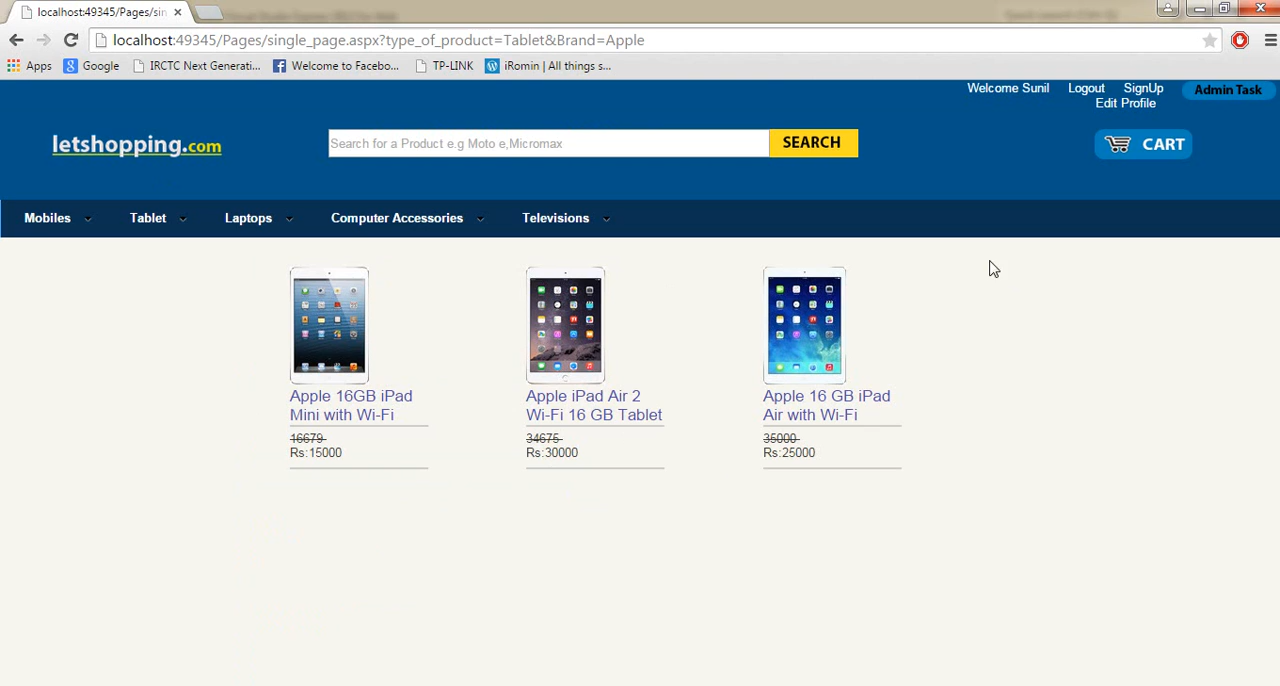 localhost:49345/Pages/sin
localhost:49345/Pages/single_page.aspx?type_of_product=Tablet&Brand=Apple
Apps Google IRCTC Next Generati... Welcome to Facebo... TP-LINK iRomin | All things s...
Welcome Sunil Logout SignUp Admin Task
Edit Profile
letshopping.com Search for a Product e.g Moto e,Micromax SEARCH CART
Mobiles Tablet Laptops Computer Accessories Televisions
Apple 16GB iPad
Mini with Wi-Fi
16679
Rs:15000
Apple iPad Air 2
Wi-Fi 16 GB Tablet
34675
Rs:30000
Apple 16 GB iPad
Air with Wi-Fi
35000
Rs:25000